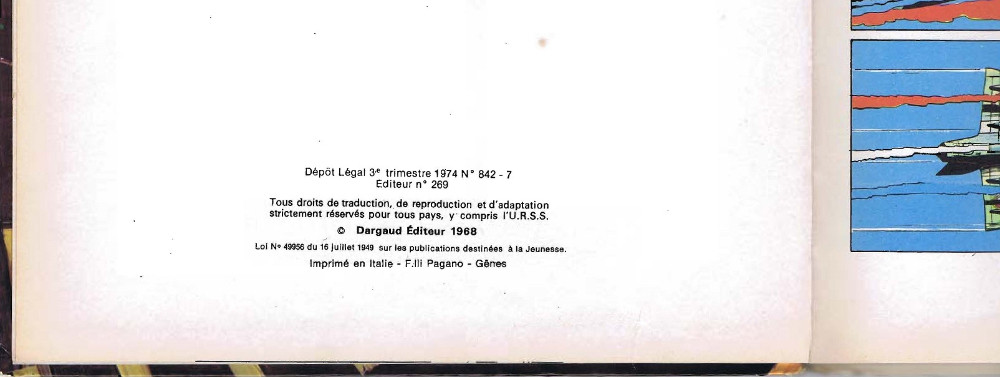 Dépôt Légal 3e trimestre 1974 N° 842 - 7
Editeur n° 269
Tous droits de traduction, de reproduction et d'adaptation
strictement réservés pour tous pays, y compris l'U.R.S.S.
© Dargaud Éditeur 1968
Loi N° 49956 du 16 juillet 1949 sur les publications destinées à la Jeunesse.
Imprimé en Italie - F.lli Pagano - Gênes